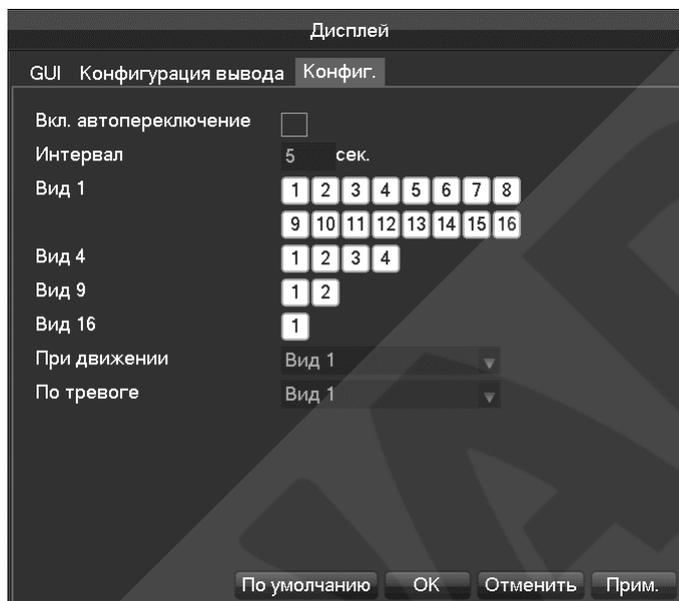 Дисплей
GUI Конфигурация вывода Конфиг.
Вкл. автопереключение
Интервал 5 сек.
Вид 1 1 2 3 4 5 6 7 8
9 10 11 12 13 14 15 16
Вид 4 1 2 3 4
Вид 9 1 2
Вид 16 1
При движении Вид 1
По тревоге Вид 1
По умолчанию OK Отменить Прим.